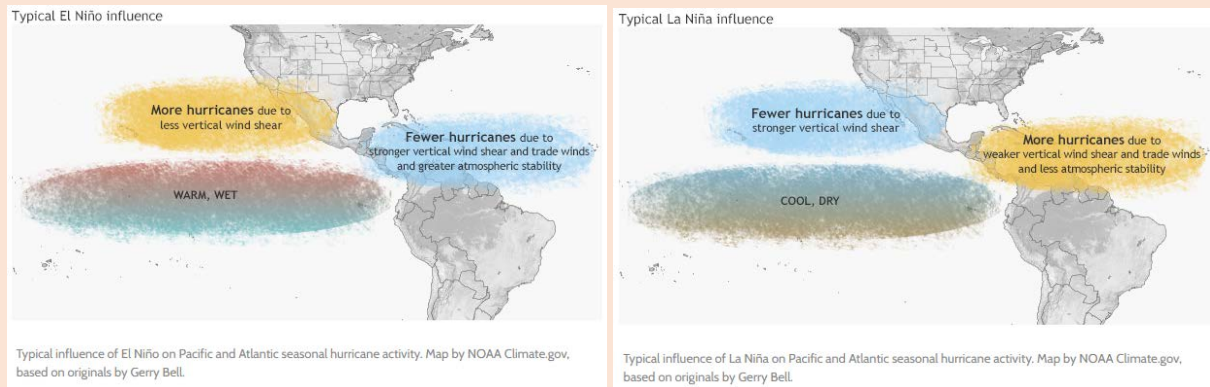 Typical El Niño influence
More hurricanes due to
less vertical wind shear
Fewer hurricanes due to
stronger vertical wind shear and trade winds
and greater atmospheric stability
WARM, WET
Typical influence of El Niño on Pacific and Atlantic seasonal hurricane activity. Map by NOAA Climate.gov,
based on originals by Gerry Bell.
Typical La Niña influence
Fewer hurricanes due to
stronger vertical wind shear
More hurricanes due to
weaker vertical wind shear and trade winds
and less atmospheric stability
COOL, DRY
Typical influence of La Niña on Pacific and Atlantic seasonal hurricane activity. Map by NOAA Climate.gov,
based on originals by Gerry Bell.